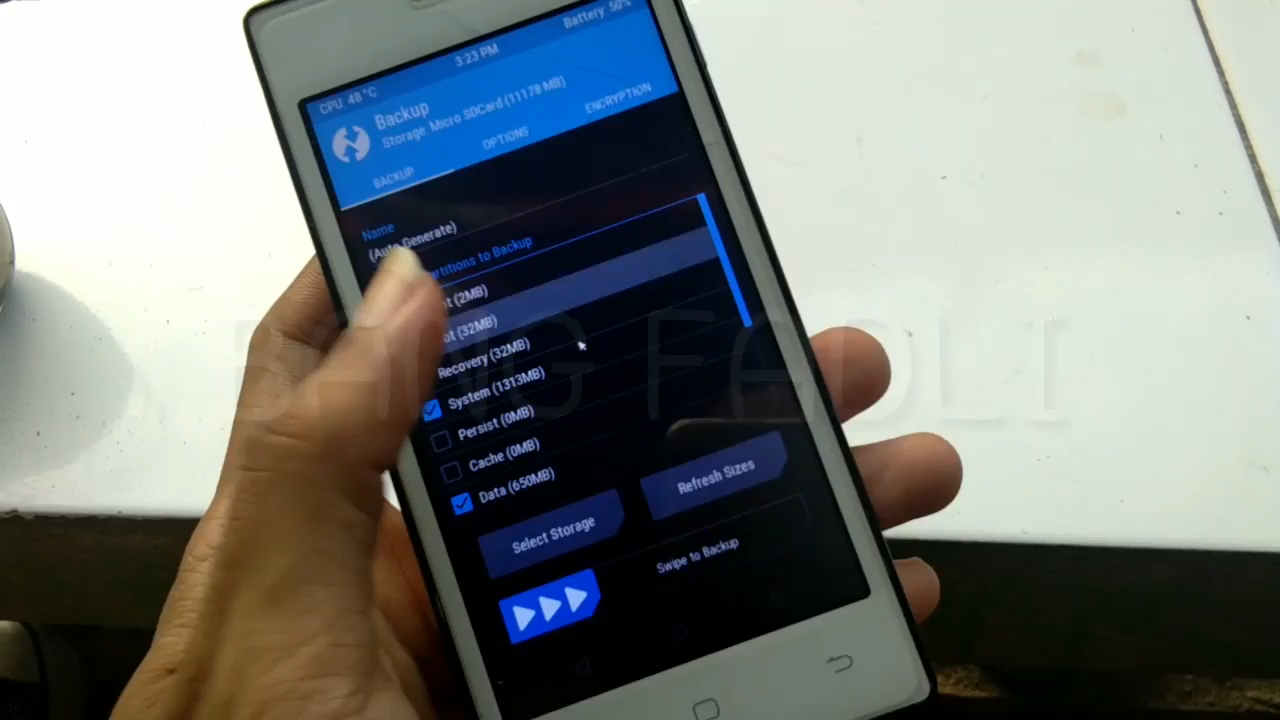 Battery 50%
3:23 PM
CPU: 48 °C
Backup
Storage: Micro SDCard (11178 MB)
BACKUP
OPTIONS
ENCRYPTION
Name
(Auto Generate)
to Backup
(2MB)
(32MB)
Recovery (32MB)
System (1313MB)
Persist (0MB)
Cache (0MB)
Data (650MB)
Select Storage
Refresh Sizes
Swipe to Backup
BANG FADLI